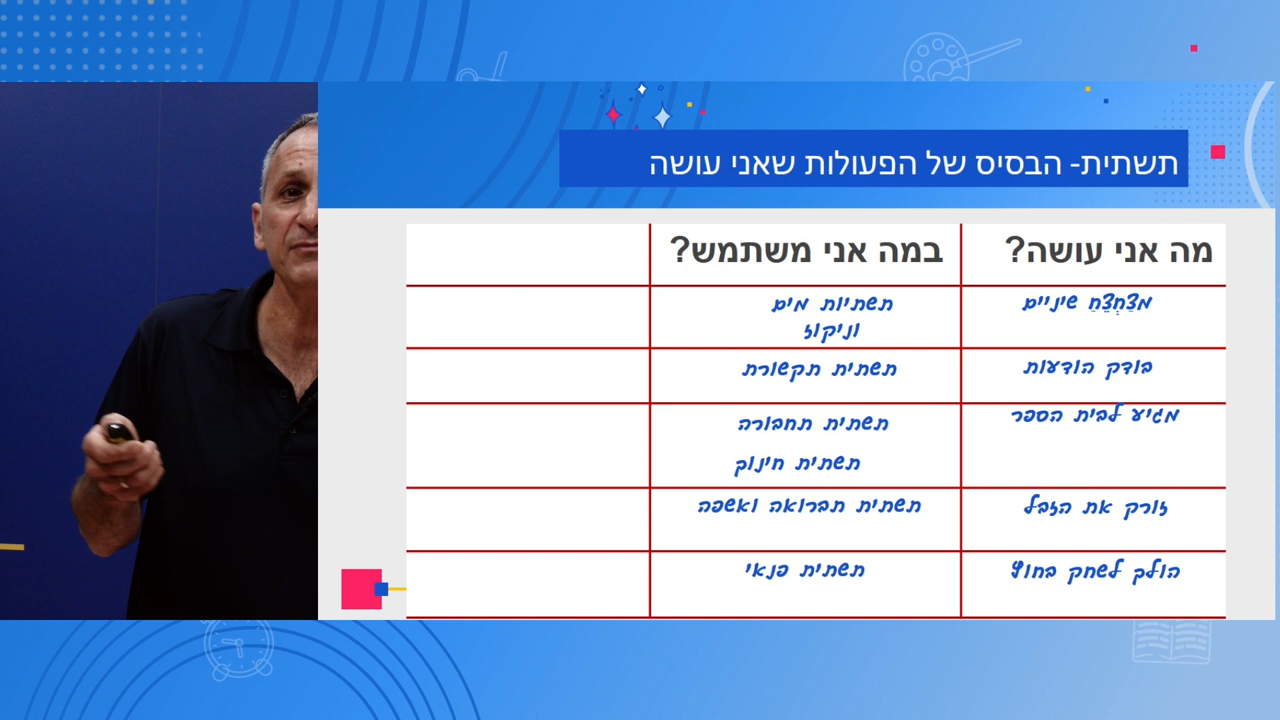 תשתית- הבסיס של הפעולות שאני עושה
מה אני עושה?
במה אני משתמש?
מצַחְצֵחַ שיניים
תשתיות מים
וניקוז
בודק הודעות
תשתית תקשורת
מגיע לבית הספר
תשתית תחבורה
תשתית חינוך
זורק את הזבל
תשתית תברואה ואשפה
הולך לשחק בחוץ
תשתית פנאי